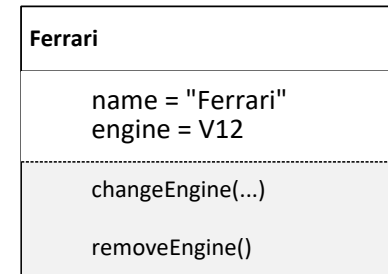 Ferrari
name = "Ferrari"
engine = V12
changeEngine(...)
removeEngine()